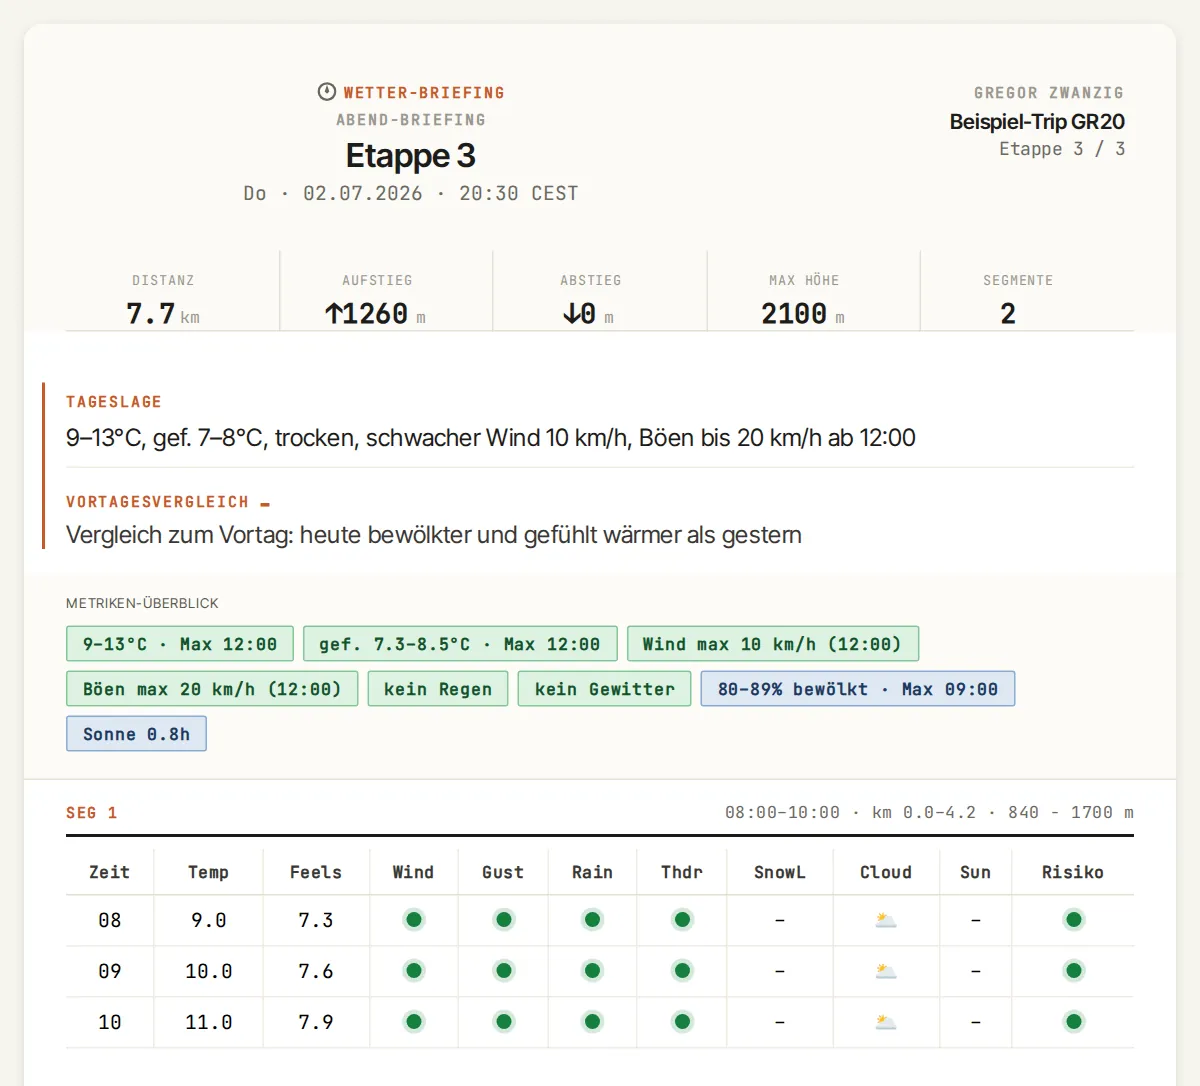 WETTER-BRIEFING
ABEND-BRIEFING
Etappe 3
Do · 02.07.2026 · 20:30 CEST
GREGOR ZWANZIG
Beispiel-Trip GR20
Etappe 3 / 3
DISTANZ
7.7 km
AUFSTIEG
↑1260 m
ABSTIEG
↓0 m
MAX HÖHE
2100 m
SEGMENTE
2
TAGESLAGE
9–13°C, gef. 7–8°C, trocken, schwacher Wind 10 km/h, Böen bis 20 km/h ab 12:00
VORTAGESVERGLEICH –
Vergleich zum Vortag: heute bewölkter und gefühlt wärmer als gestern
METRIKEN-ÜBERBLICK
9–13°C · Max 12:00 gef. 7.3–8.5°C · Max 12:00 Wind max 10 km/h (12:00)
Böen max 20 km/h (12:00) kein Regen kein Gewitter 80–89% bewölkt · Max 09:00
Sonne 0.8h
SEG 1 08:00–10:00 · km 0.0–4.2 · 840 - 1700 m
Zeit Temp Feels Wind Gust Rain Thdr SnowL Cloud Sun Risiko
08 9.0 7.3 – –
09 10.0 7.6 – –
10 11.0 7.9 – –